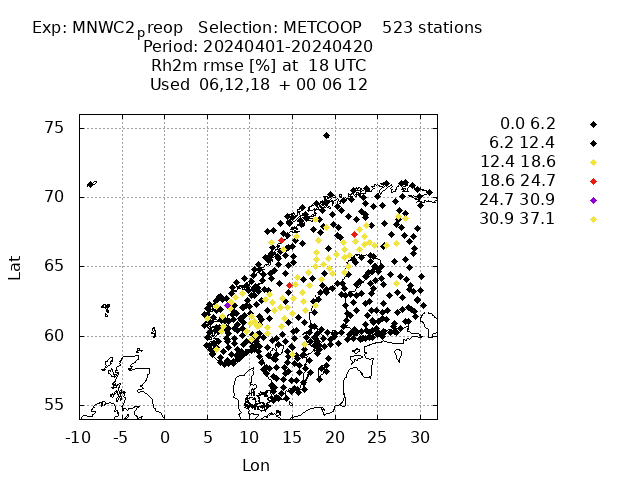 Exp: MNWC2preop Selection: METCOOP 523 stations
Period: 20240401-20240420
Rh2m rmse [%] at 18 UTC
Used 06,12,18 + 00 06 12
0.0 6.2
6.2 12.4
12.4 18.6
18.6 24.7
24.7 30.9
30.9 37.1
75
70
65
60
55
Lat
-10 -5 0 5 10 15 20 25 30
Lon